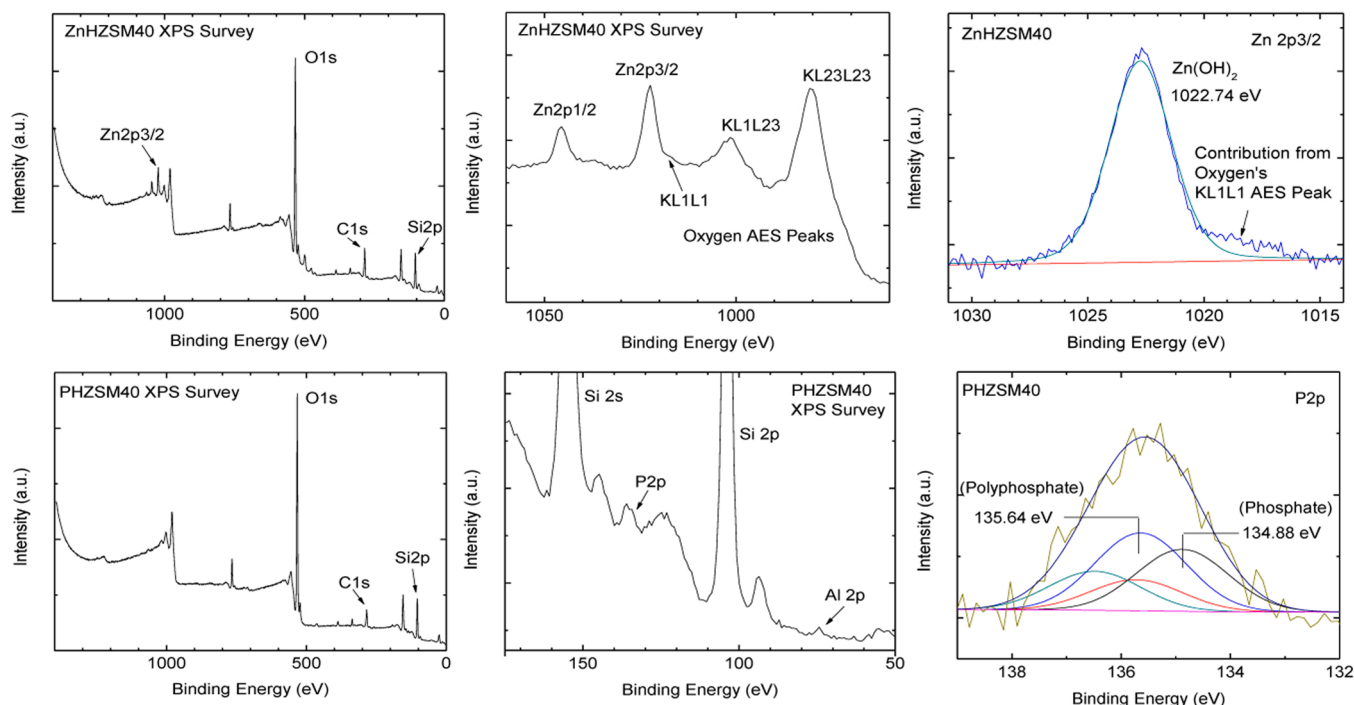 ZnHZSM40 XPS Survey
O1s
Zn2p3/2
C1s
Si2p
Intensity (a.u.)
1000
500
0
Binding Energy (eV)
ZnHZSM40 XPS Survey
KL23L23
Zn2p3/2
Zn2p1/2
KL1L23
KL1L1
Oxygen AES Peaks
Intensity (a.u.)
1050
1000
Binding Energy (eV)
ZnHZSM40
Zn 2p3/2
Zn(OH)2
1022.74 eV
Contribution from
Oxygen's
KL1L1 AES Peak
Intensity (a.u.)
1030
1025
1020
1015
Binding Energy (eV)
PHZSM40 XPS Survey
O1s
C1s
Si2p
Intensity (a.u.)
1000
500
0
Binding Energy (eV)
PHZSM40
XPS Survey
Si 2s
Si 2p
P2p
Al 2p
Intensity (a.u.)
150
100
50
Binding Energy (eV)
PHZSM40
P2p
(Polyphosphate)
135.64 eV
(Phosphate)
134.88 eV
Intensity (a.u.)
138
136
134
132
Binding Energy (eV)